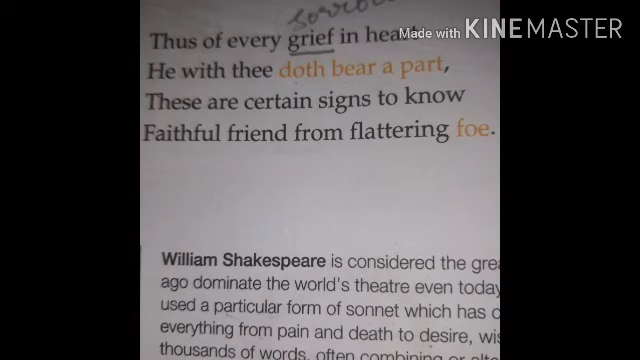 sorrow
Thus of every grief in heart
Made with KINEMASTER
He with thee doth bear a part,
These are certain signs to know
Faithful friend from flattering foe.
William Shakespeare is considered the grea
ago dominate the world's theatre even today
used a particular form of sonnet which has
everything from pain and death to desire, wis
thousands of words, often combining or